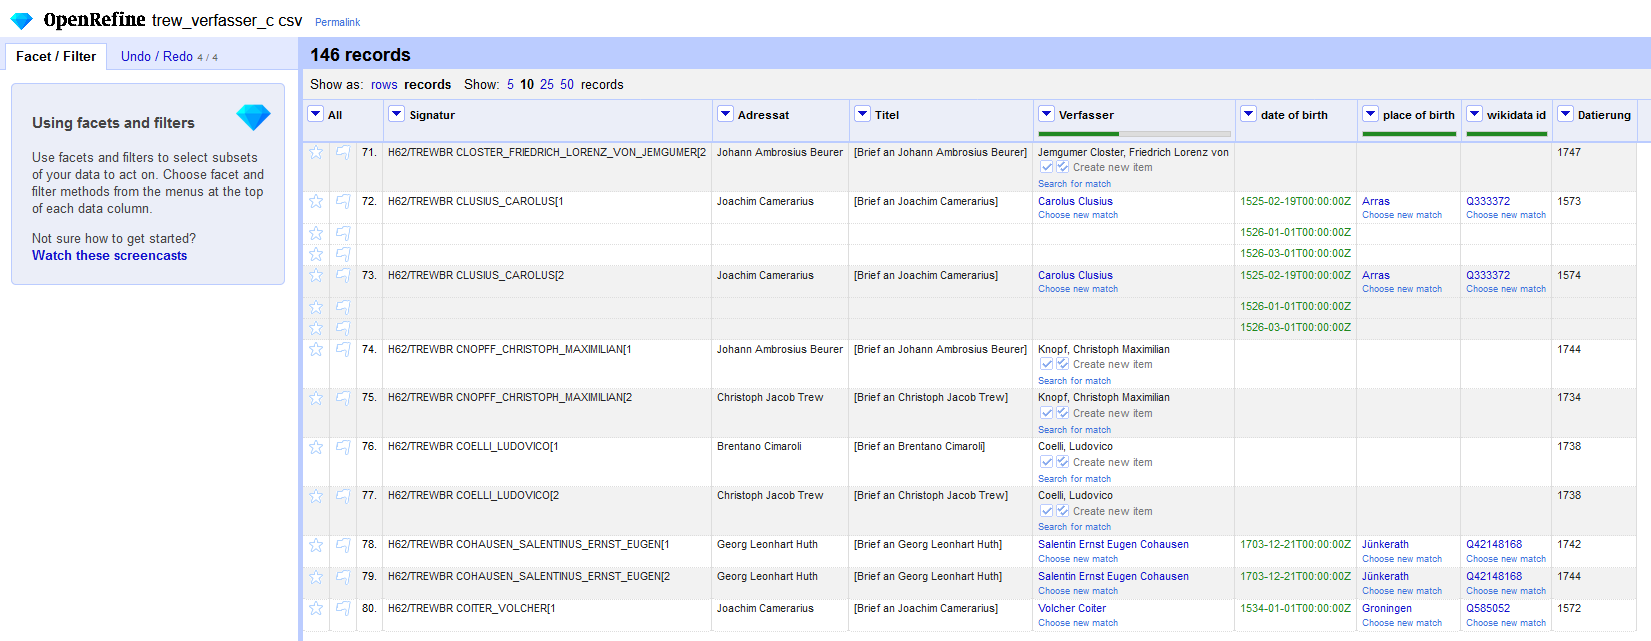 OpenRefine trew_verfasser_c csv Permalink
Facet / Filter Undo / Redo 4 / 4
Using facets and filters
Use facets and filters to select subsets
of your data to act on. Choose facet and
filter methods from the menus at the top
of each data column.
Not sure how to get started?
Watch these screencasts
146 records
Show as: rows records Show: 5 10 25 50 records
All Signatur Adressat Titel Verfasser date of birth place of birth wikidata id Datierung
71. H62/TREWBR CLOSTER_FRIEDRICH_LORENZ_VON_JEMGUMER[2 Johann Ambrosius Beurer [Brief an Johann Ambrosius Beurer] Jemgumer Closter, Friedrich Lorenz von 1747
Create new item
Search for match
72. H62/TREWBR CLUSIUS_CAROLUS[1 Joachim Camerarius [Brief an Joachim Camerarius] Carolus Clusius 1525-02-19T00:00:00Z Arras Q333372 1573
Choose new match Choose new match Choose new match
1526-01-01T00:00:00Z
1526-03-01T00:00:00Z
73. H62/TREWBR CLUSIUS_CAROLUS[2 Joachim Camerarius [Brief an Joachim Camerarius] Carolus Clusius 1525-02-19T00:00:00Z Arras Q333372 1574
Choose new match Choose new match Choose new match
1526-01-01T00:00:00Z
1526-03-01T00:00:00Z
74. H62/TREWBR CNOPFF_CHRISTOPH_MAXIMILIAN[1 Johann Ambrosius Beurer [Brief an Johann Ambrosius Beurer] Knopf, Christoph Maximilian 1744
Create new item
Search for match
75. H62/TREWBR CNOPFF_CHRISTOPH_MAXIMILIAN[2 Christoph Jacob Trew [Brief an Christoph Jacob Trew] Knopf, Christoph Maximilian 1734
Create new item
Search for match
76. H62/TREWBR COELLI_LUDOVICO[1 Brentano Cimaroli [Brief an Brentano Cimaroli] Coelli, Ludovico 1738
Create new item
Search for match
77. H62/TREWBR COELLI_LUDOVICO[2 Christoph Jacob Trew [Brief an Christoph Jacob Trew] Coelli, Ludovico 1738
Create new item
Search for match
78. H62/TREWBR COHAUSEN_SALENTINUS_ERNST_EUGEN[1 Georg Leonhart Huth [Brief an Georg Leonhart Huth] Salentin Ernst Eugen Cohausen 1703-12-21T00:00:00Z Jünkerath Q42148168 1742
Choose new match Choose new match Choose new match
79. H62/TREWBR COHAUSEN_SALENTINUS_ERNST_EUGEN[2 Georg Leonhart Huth [Brief an Georg Leonhart Huth] Salentin Ernst Eugen Cohausen 1703-12-21T00:00:00Z Jünkerath Q42148168 1744
Choose new match Choose new match Choose new match
80. H62/TREWBR COITER_VOLCHER[1 Joachim Camerarius [Brief an Joachim Camerarius] Volcher Coiter 1534-01-01T00:00:00Z Groningen Q585052 1572
Choose new match Choose new match Choose new match